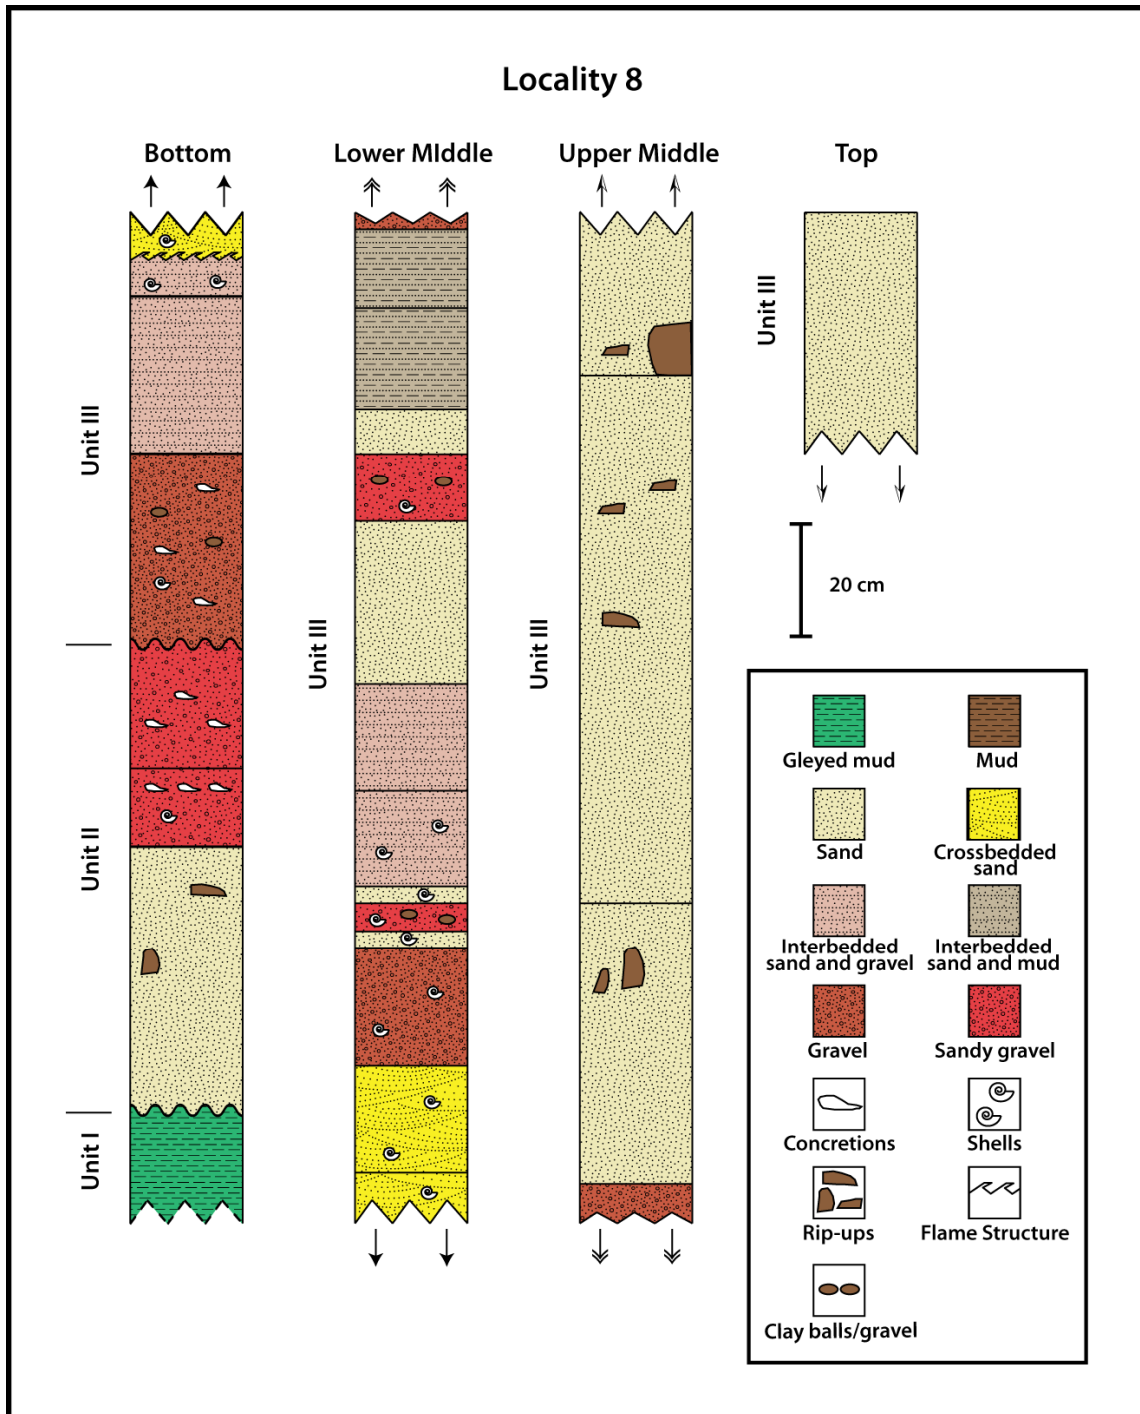 Locality 8
Bottom
Lower MIddle
Upper Middle
Top
Unit III
Unit II
Unit I
Unit III
Unit III
Unit III
20 cm
Gleyed mud
Mud
Sand
Crossbedded
sand
Interbedded
sand and gravel
Interbedded
sand and mud
Gravel
Sandy gravel
Concretions
Shells
Rip-ups
Flame Structure
Clay balls/gravel